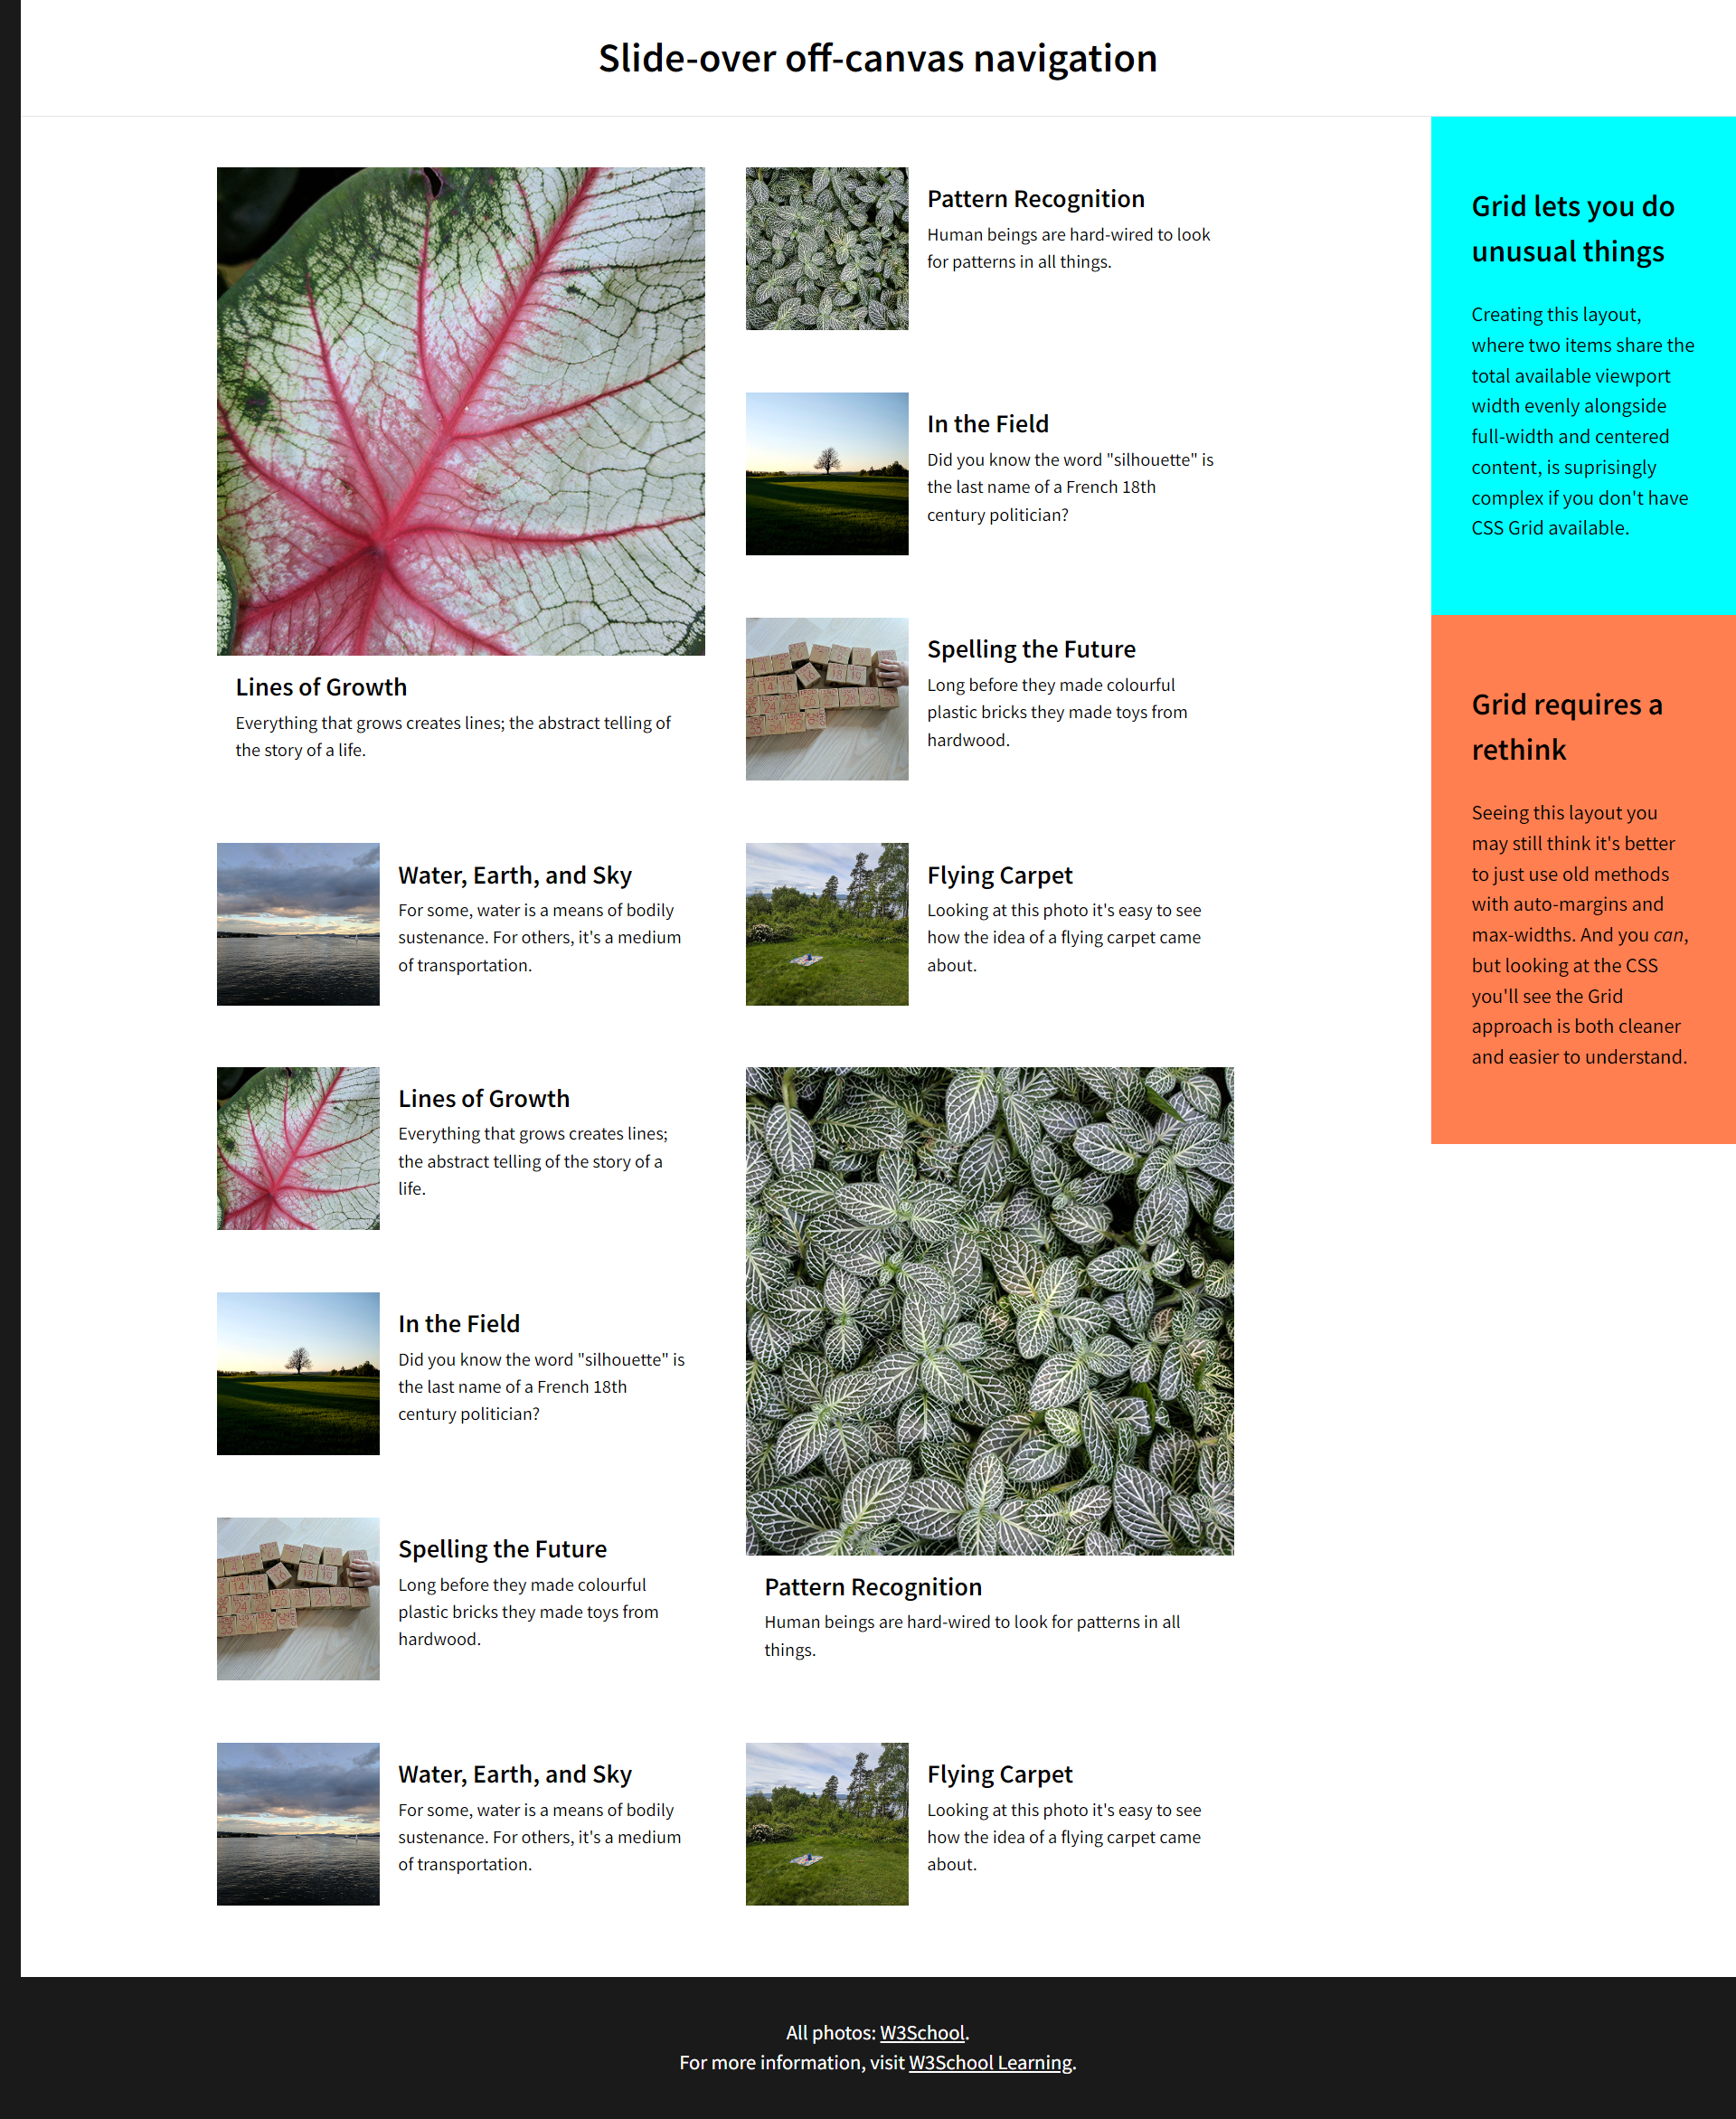 Slide-over off-canvas navigation
Lines of Growth
Everything that grows creates lines; the abstract telling of
the story of a life.
Pattern Recognition
Human beings are hard-wired to look
for patterns in all things.
In the Field
Did you know the word "silhouette" is
the last name of a French 18th
century politician?
Spelling the Future
Long before they made colourful
plastic bricks they made toys from
hardwood.
Water, Earth, and Sky
For some, water is a means of bodily
sustenance. For others, it's a medium
of transportation.
Flying Carpet
Looking at this photo it's easy to see
how the idea of a flying carpet came
about.
Lines of Growth
Everything that grows creates lines;
the abstract telling of the story of a
life.
In the Field
Did you know the word "silhouette" is
the last name of a French 18th
century politician?
Spelling the Future
Long before they made colourful
plastic bricks they made toys from
hardwood.
Pattern Recognition
Human beings are hard-wired to look for patterns in all
things.
Water, Earth, and Sky
For some, water is a means of bodily
sustenance. For others, it's a medium
of transportation.
Flying Carpet
Looking at this photo it's easy to see
how the idea of a flying carpet came
about.
Grid lets you do
unusual things
Creating this layout,
where two items share the
total available viewport
width evenly alongside
full-width and centered
content, is suprisingly
complex if you don't have
CSS Grid available.
Grid requires a
rethink
Seeing this layout you
may still think it's better
to just use old methods
with auto-margins and
max-widths. And you can,
but looking at the CSS
you'll see the Grid
approach is both cleaner
and easier to understand.
All photos: W3School.
For more information, visit W3School Learning.